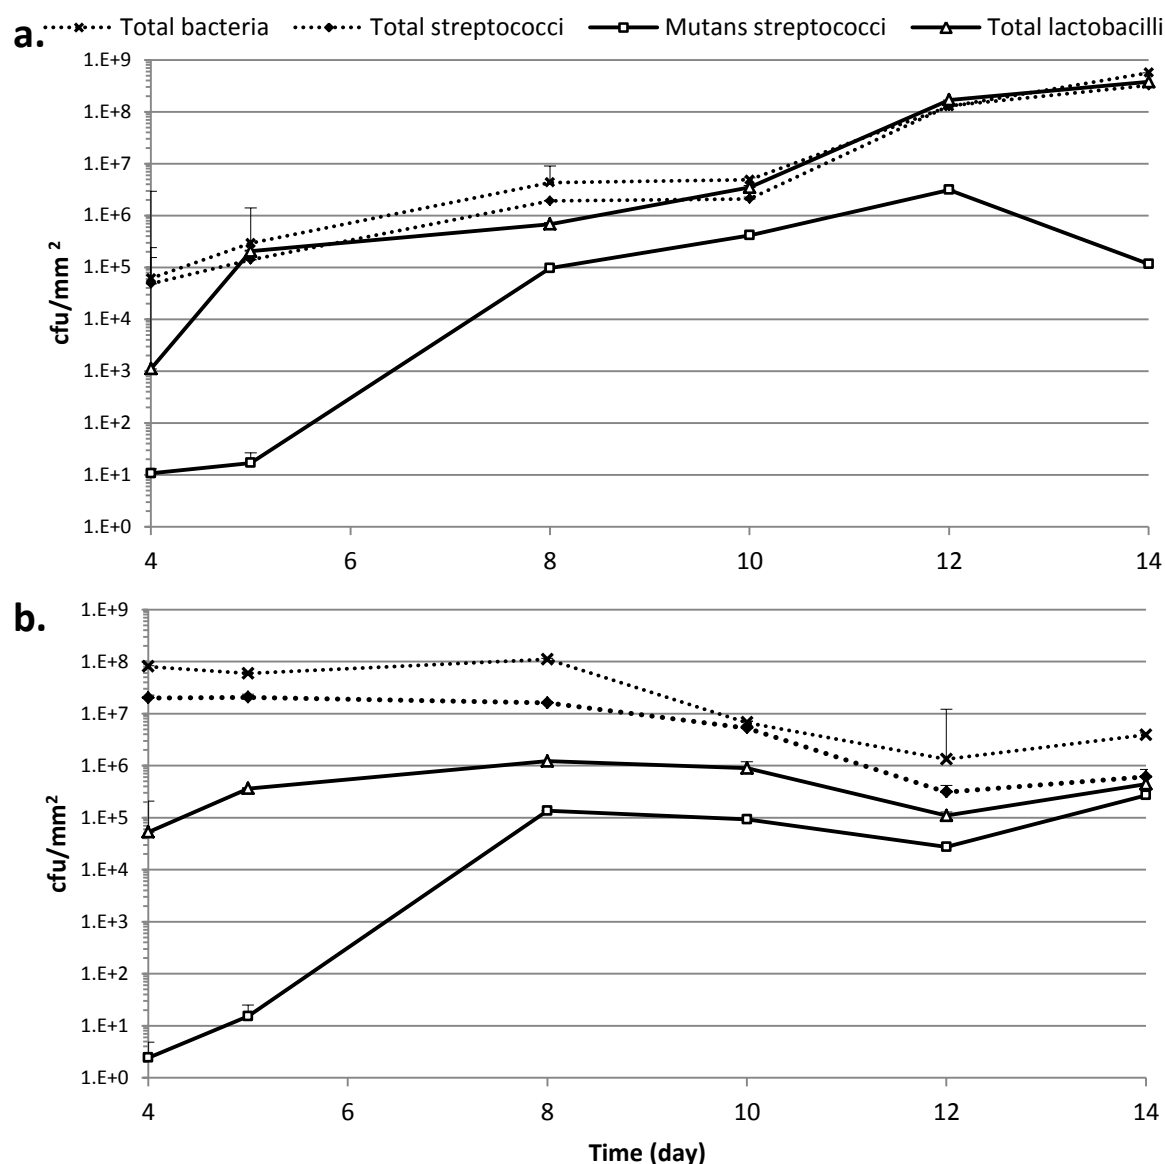 a.
Total bacteria Total streptococci Mutans streptococci Total lactobacilli
1.E+9
1.E+8
1.E+7
1.E+6
1.E+5
1.E+4
1.E+3
1.E+2
1.E+1
1.E+0
cfu/mm 2
4 6 8 10 12 14
b.
1.E+9
1.E+8
1.E+7
1.E+6
1.E+5
1.E+4
1.E+3
1.E+2
1.E+1
1.E+0
cfu/mm2
4 6 8 10 12 14
Time (day)